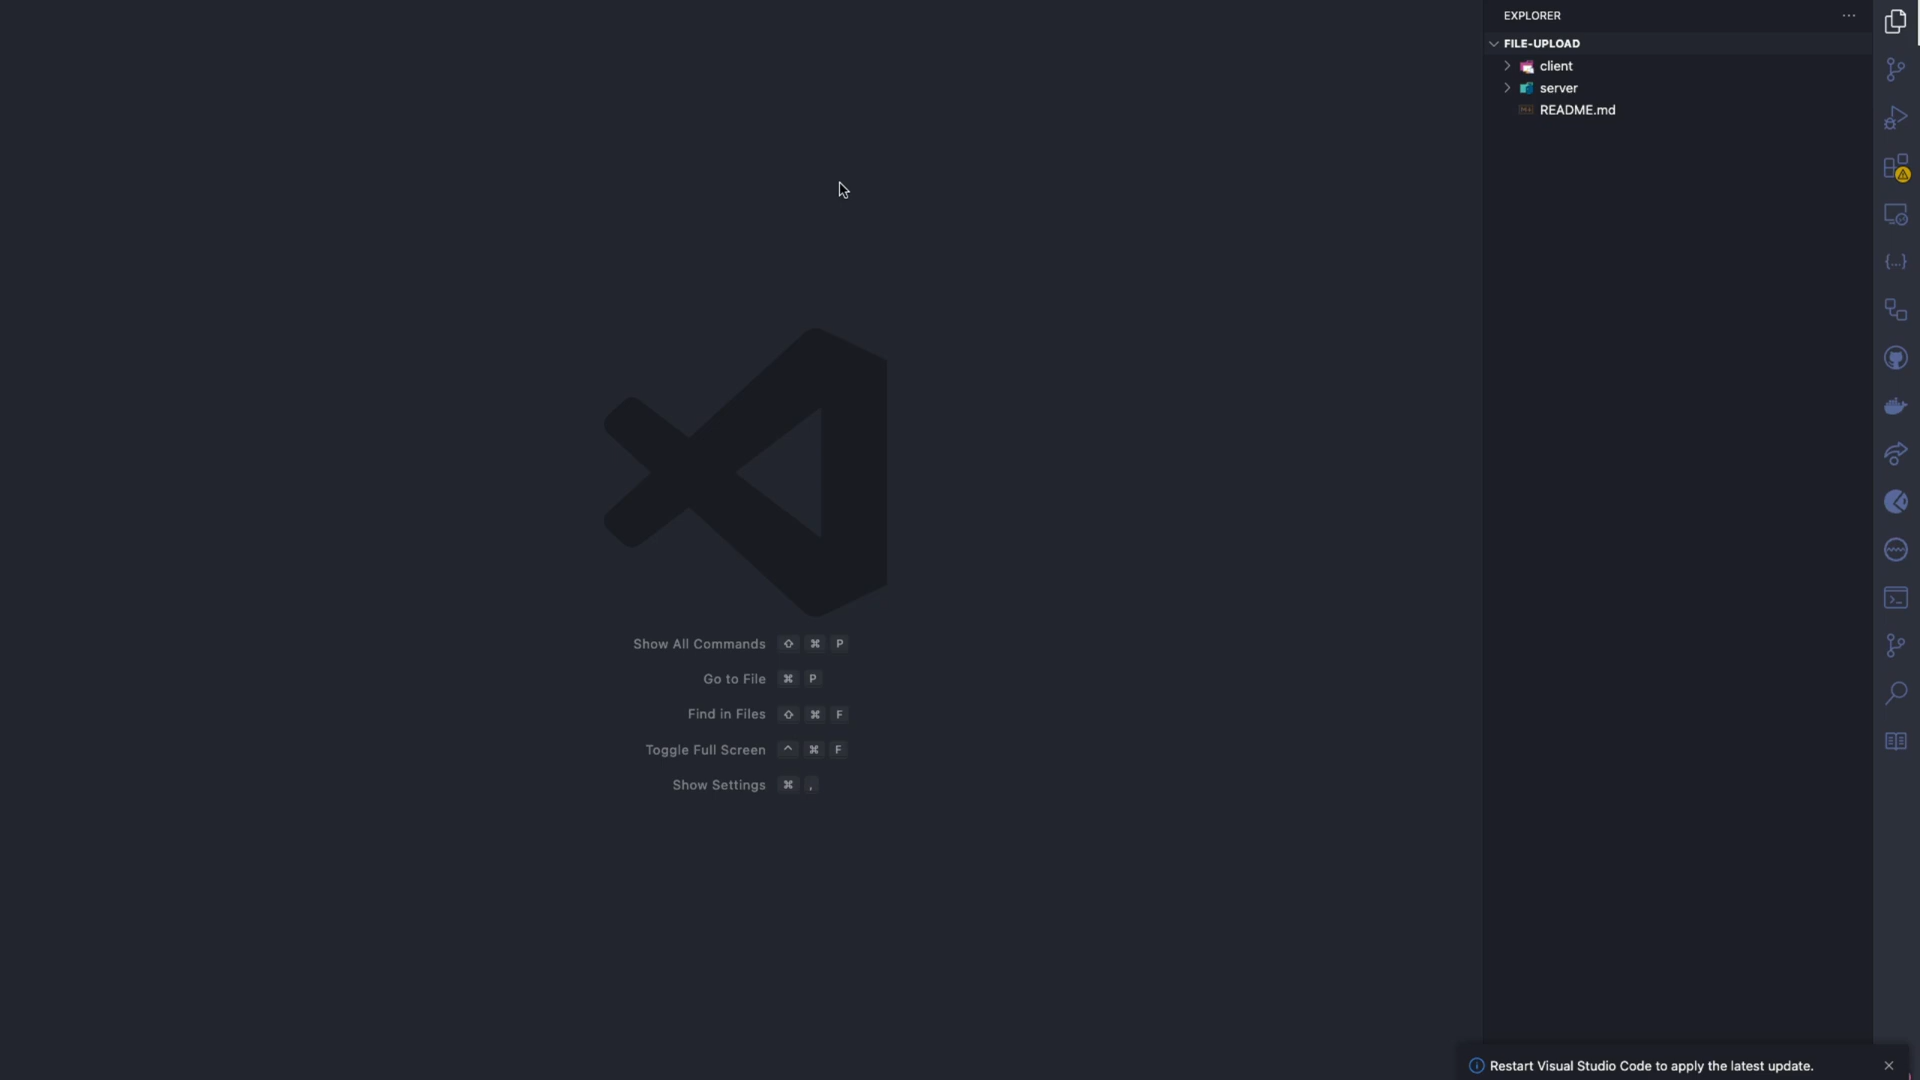 EXPLORER
FILE-UPLOAD
client
server
README.md
Show All Commands ⇧ ⌘ P
Go to File ⌘ P
Find in Files ⇧ ⌘ F
Toggle Full Screen ^ ⌘ F
Show Settings ⌘ ,
Restart Visual Studio Code to apply the latest update.